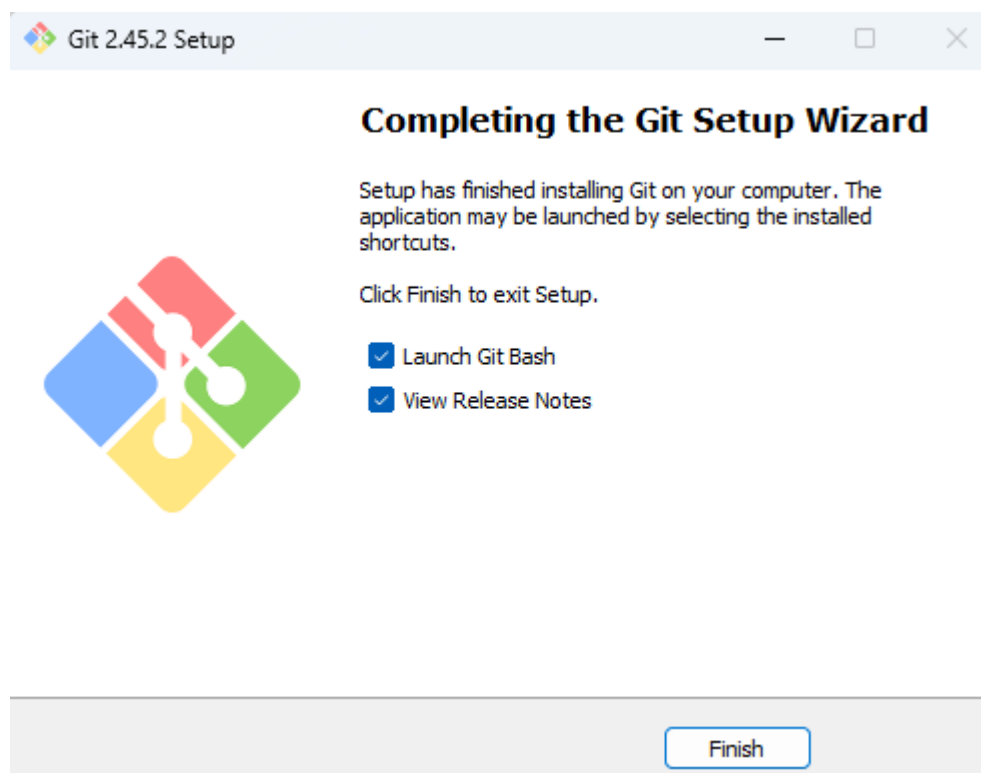 Git 2.45.2 Setup
Completing the Git Setup Wizard
Setup has finished installing Git on your computer. The
application may be launched by selecting the installed
shortcuts.
Click Finish to exit Setup.
Launch Git Bash
View Release Notes
Finish